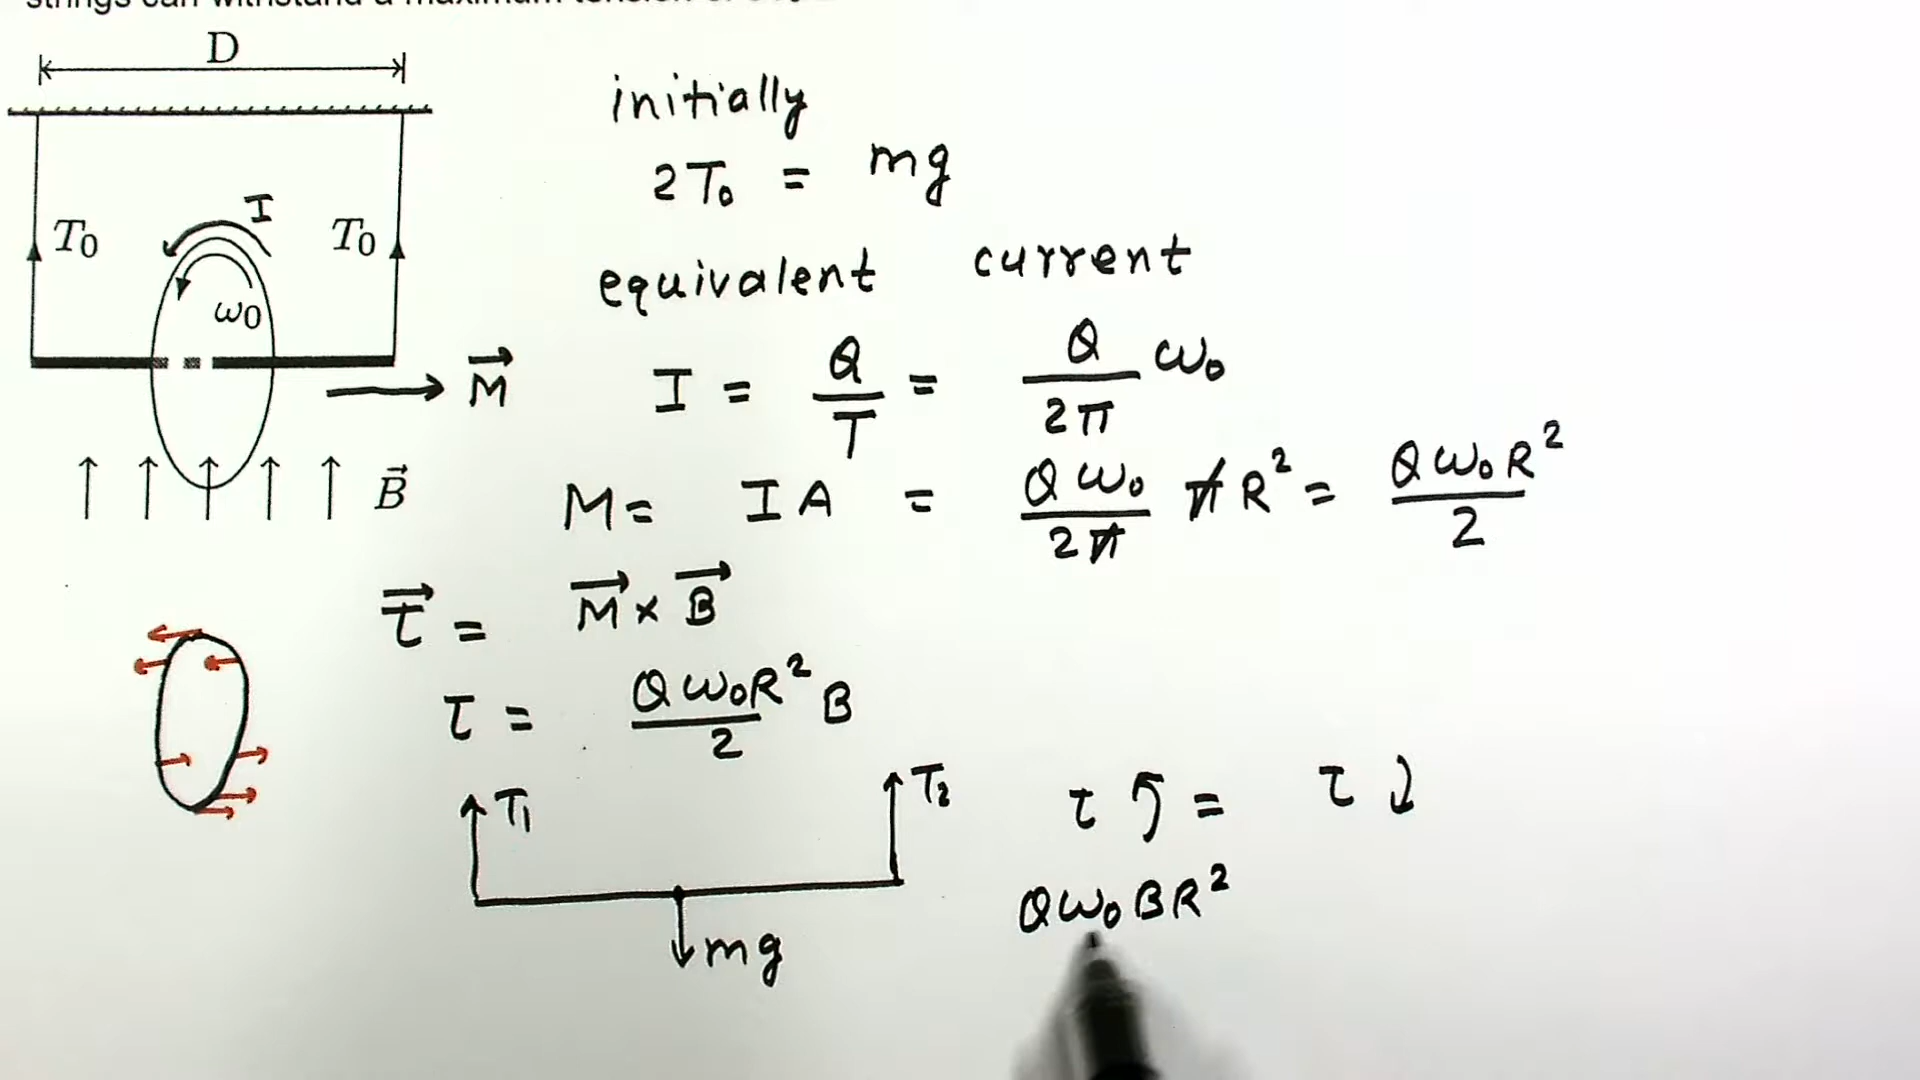 D
initially
2T₀ = mg
I
T₀
T₀
ω₀
equivalent current
M⃗
I = Q/T = Q/2π ω₀
B⃗
M = IA = Qω₀/2π πR² = Qω₀R²/2
τ⃗ = M⃗ × B⃗
τ = Qω₀R²/2 B
T₁
T₂
τ ↺ = τ ↻
mg
Qω₀BR²